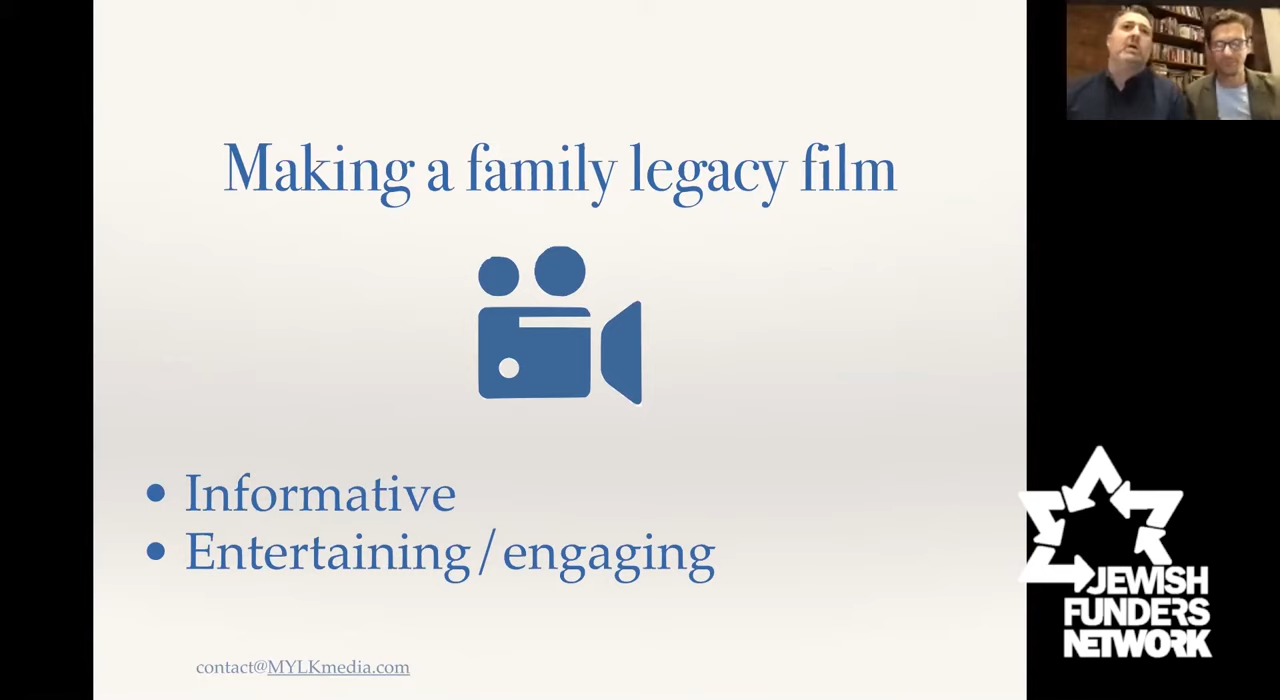 Making a family legacy film
• Informative
• Entertaining/engaging
contact@MYLKmedia.com
JEWISH
FUNDERS
NETWORK